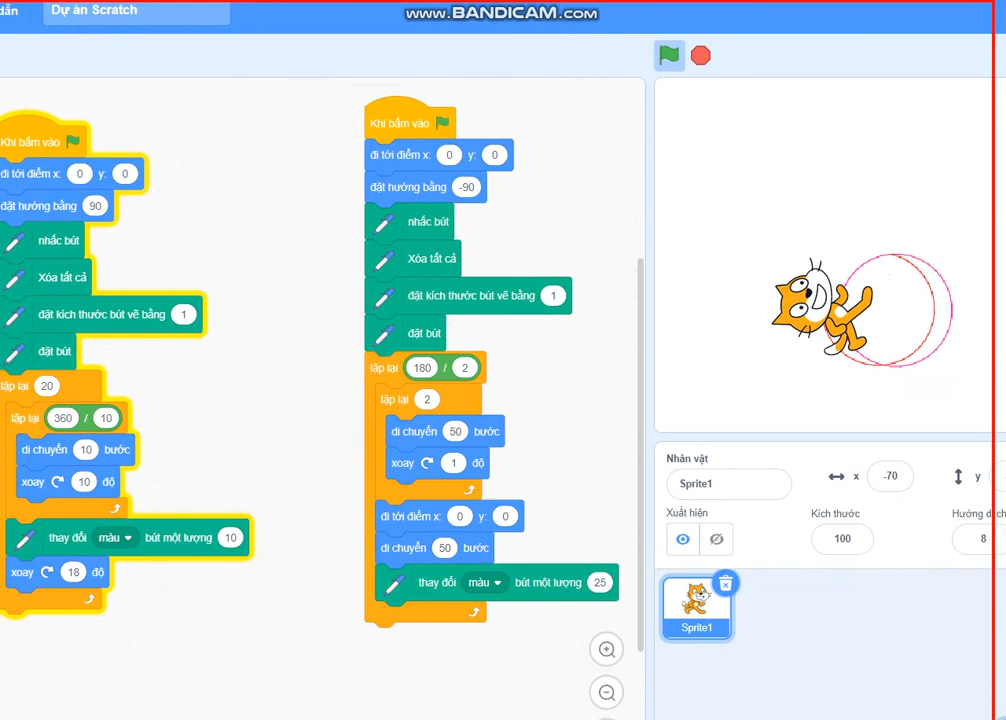 dẫn
Dự án Scratch
www.BANDICAM.com
Khi bấm vào
đi tới điểm x: 0 y: 0
đặt hướng bằng 90
nhấc bút
Xóa tất cả
đặt kích thước bút vẽ bằng 1
đặt bút
lặp lại 20
lặp lại 360 / 10
di chuyển 10 bước
xoay 10 độ
thay đổi màu bút một lượng 10
xoay 18 độ
Khi bấm vào
đi tới điểm x: 0 y: 0
đặt hướng bằng -90
nhấc bút
Xóa tất cả
đặt kích thước bút vẽ bằng 1
đặt bút
lặp lại 180 / 2
lặp lại 2
di chuyển 50 bước
xoay 1 độ
đi tới điểm x: 0 y: 0
di chuyển 50 bước
thay đổi màu bút một lượng 25
Nhân vật
Sprite1
x -70
y
Xuất hiện
Kích thước
100
8
Sprite1